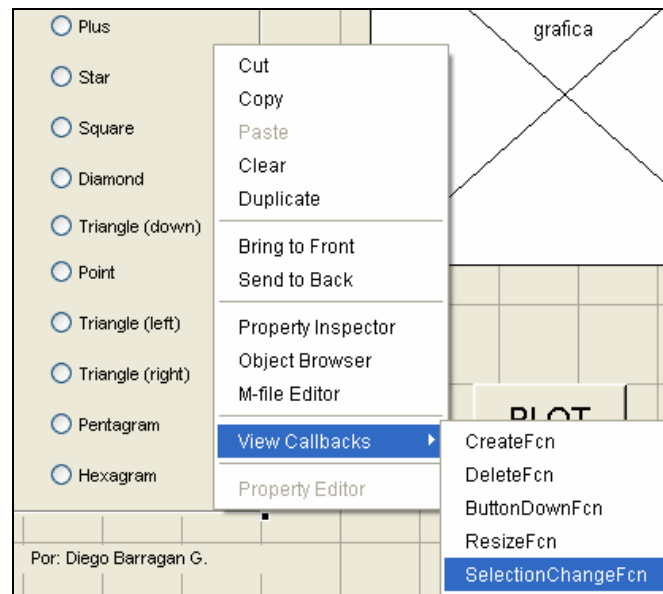 Plus
Star
Square
Diamond
Triangle (down)
Point
Triangle (left)
Triangle (right)
Pentagram
Hexagram
Por: Diego Barragan G.
Cut
Copy
Paste
Clear
Duplicate
Bring to Front
Send to Back
Property Inspector
Object Browser
M-file Editor
View Callbacks
Property Editor
grafica
PLOT
CreateFcn
DeleteFcn
ButtonDownFcn
ResizeFcn
SelectionChangeFcn